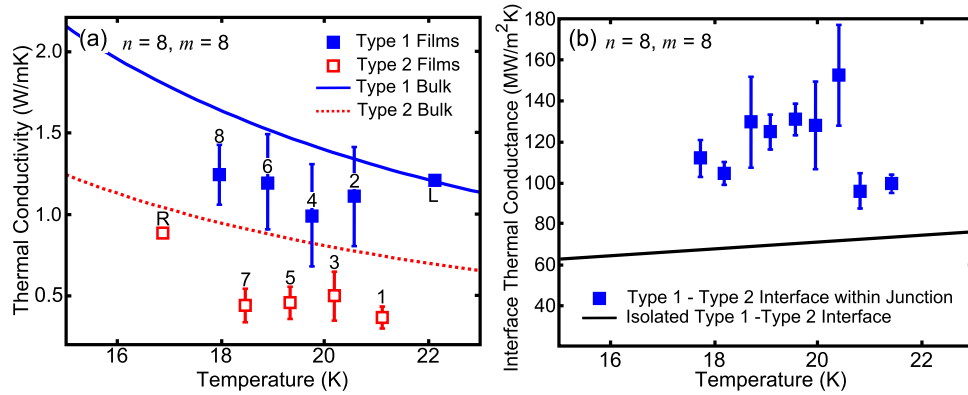 (a)
n = 8, m = 8
Type 1 Films
Type 2 Films
Type 1 Bulk
Type 2 Bulk
Thermal Conductivity (W/mK)
2.0
1.5
1.0
0.5
8
6
4
2
L
R
7
5
3
1
16 18 20 22
Temperature (K)
(b)
n = 8, m = 8
Interface Thermal Conductance (MW/m²K)
180
160
140
120
100
80
60
40
Type 1 - Type 2 Interface within Junction
Isolated Type 1 -Type 2 Interface
16 18 20 22
Temperature (K)